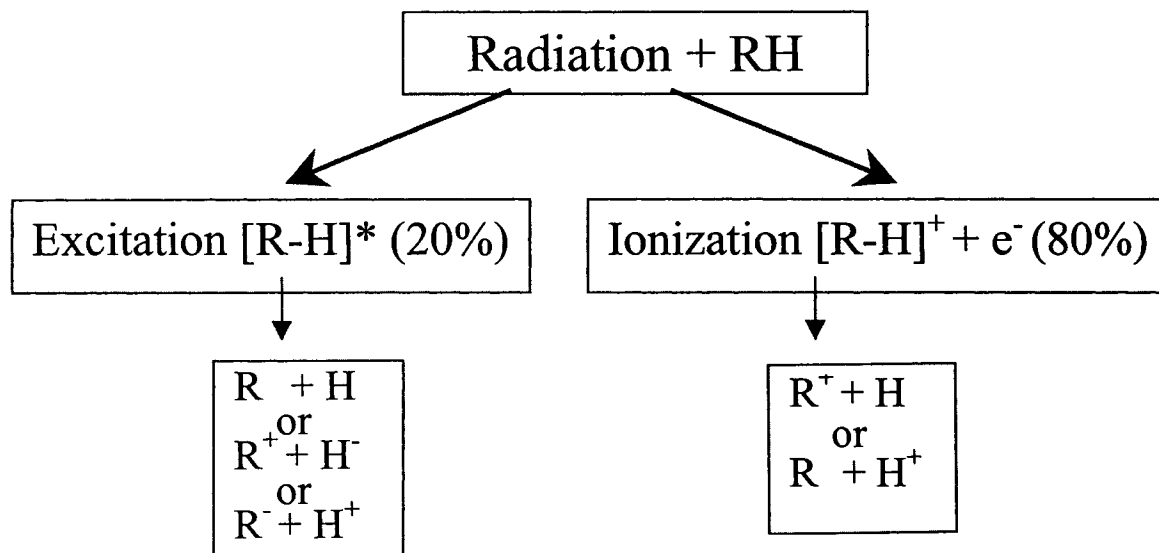 Radiation + RH
Excitation [R-H]* (20%)
Ionization [R-H]⁺ + e⁻ (80%)
R + H
or
R⁺ + H⁻
or
R⁻ + H⁺
R⁺ + H
or
R + H⁺